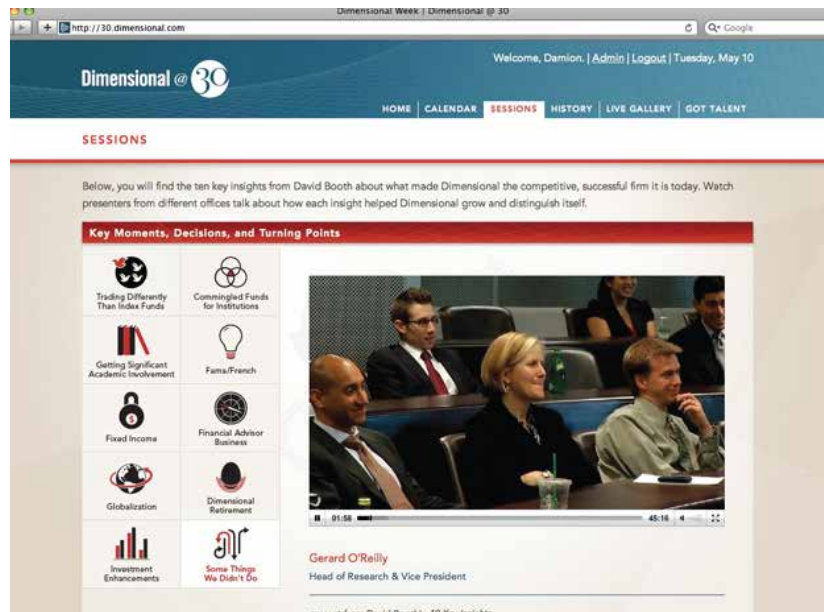 Dimensional Week | Dimensional @ 30
http://30.dimensional.com
Google
Welcome, Damion. | Admin | Logout | Tuesday, May 10
Dimensional @ 30
HOME | CALENDAR | SESSIONS | HISTORY | LIVE GALLERY | GOT TALENT
SESSIONS
Below, you will find the ten key insights from David Booth about what made Dimensional the competitive, successful firm it is today. Watch
presenters from different offices talk about how each insight helped Dimensional grow and distinguish itself.
Key Moments, Decisions, and Turning Points
Trading Differently
Than Index Funds
Commingled Funds
for Institutions
Getting Significant
Academic Involvement
Fama/French
Fixed Income
Financial Advisor
Business
Globalization
Dimensional
Retirement
Investment
Enhancements
Some Things
We Didn't Do
01:58
45:16
Gerard O'Reilly
Head of Research & Vice President